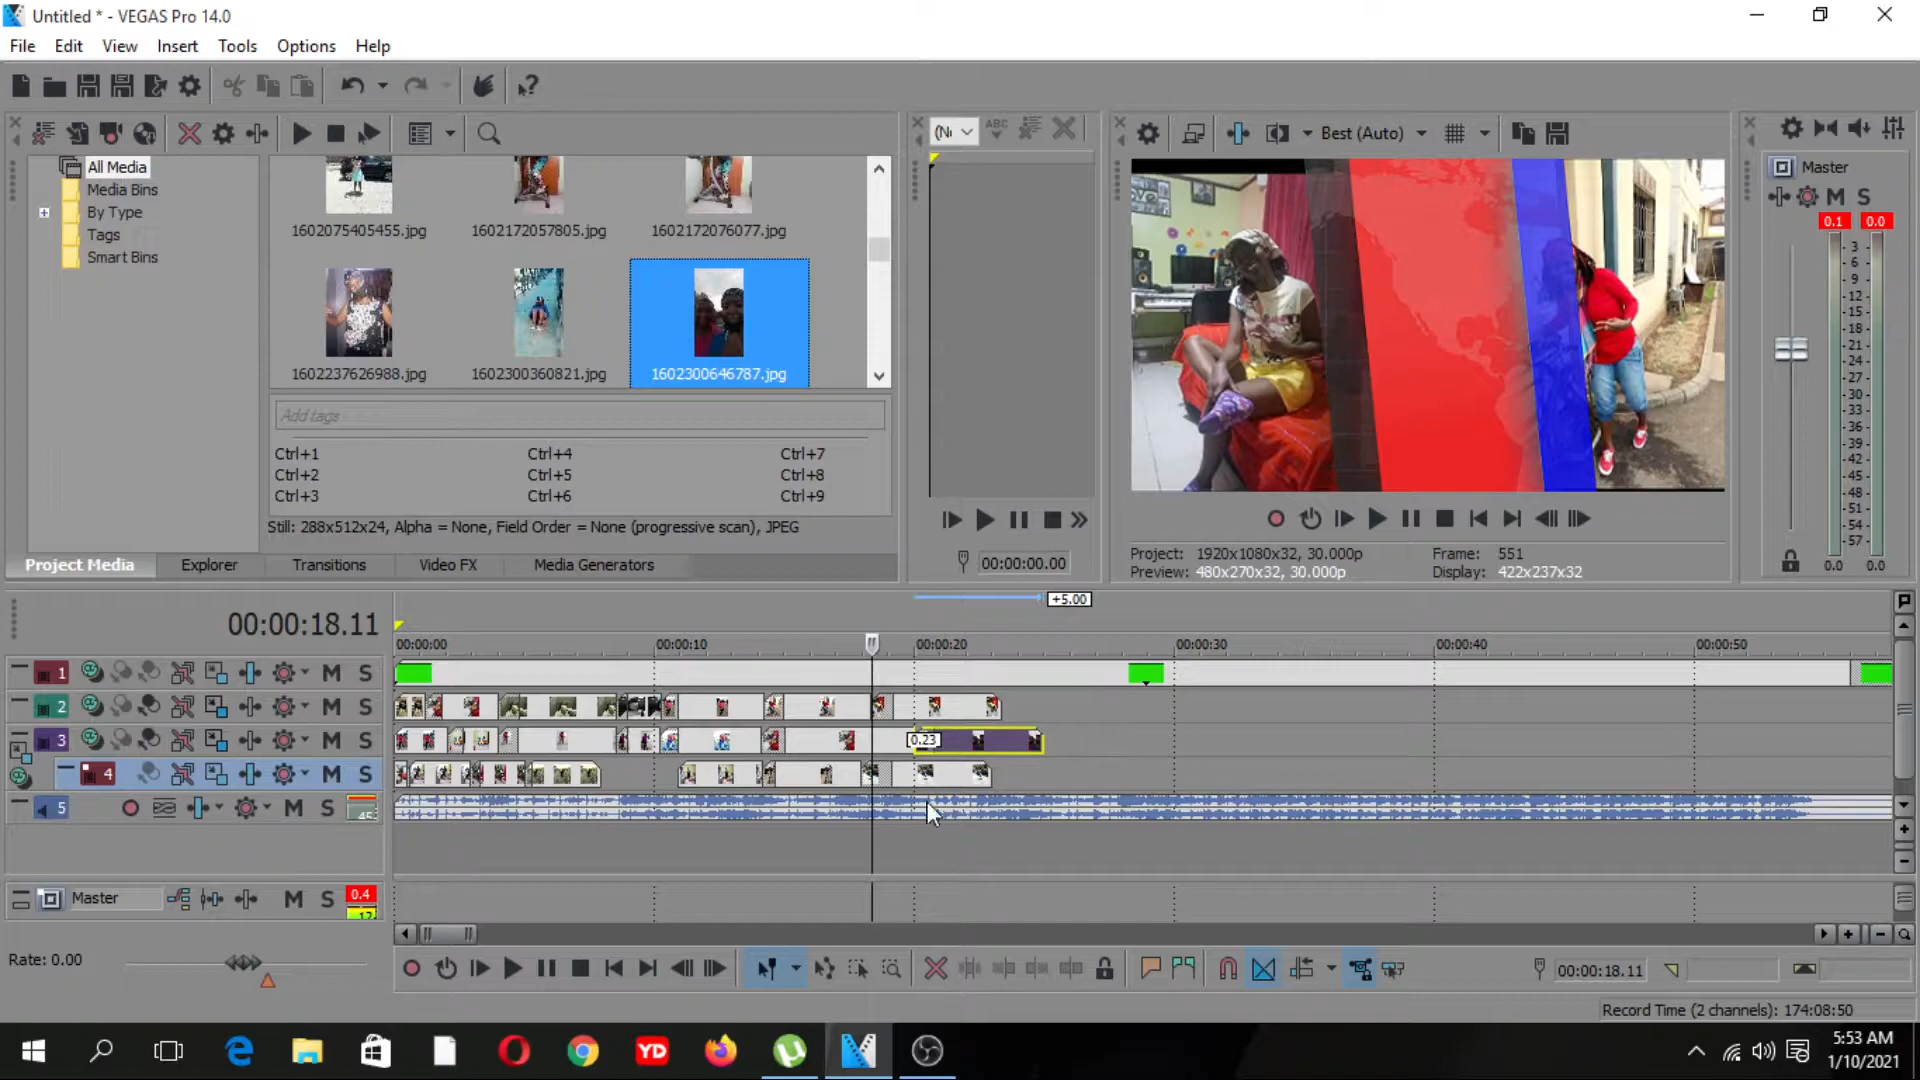 Untitled * - VEGAS Pro 14.0
File Edit View Insert Tools Options Help
All Media
Media Bins
By Type
Tags
Smart Bins
1602075405455.jpg 1602172057805.jpg 1602172076077.jpg
1602237626988.jpg 1602300360821.jpg 1602300646787.jpg
Add tags
Ctrl+1 Ctrl+4 Ctrl+7
Ctrl+2 Ctrl+5 Ctrl+8
Ctrl+3 Ctrl+6 Ctrl+9
Still: 288x512x24, Alpha = None, Field Order = None (progressive scan), JPEG
Project Media Explorer Transitions Video FX Media Generators
ABC
00:00:00.00
Best (Auto)
Project: 1920x1080x32, 30.000p Frame: 551
Preview: 480x270x32, 30.000p Display: 422x237x32
Master
M S
0.1 0.0
3
6
9
12
15
18
21
24
27
30
33
36
39
42
45
48
51
54
57
0.0 0.0
+5.00
00:00:18.11
00:00:00 00:00:10 00:00:20 00:00:30 00:00:40 00:00:50
1 M S
2 M S
3 M S
0.23
4 M S
5 M S
Master M S 0.4
Rate: 0.00
00:00:18.11
Record Time (2 channels): 174:08:50
YD
5:53 AM
1/10/2021